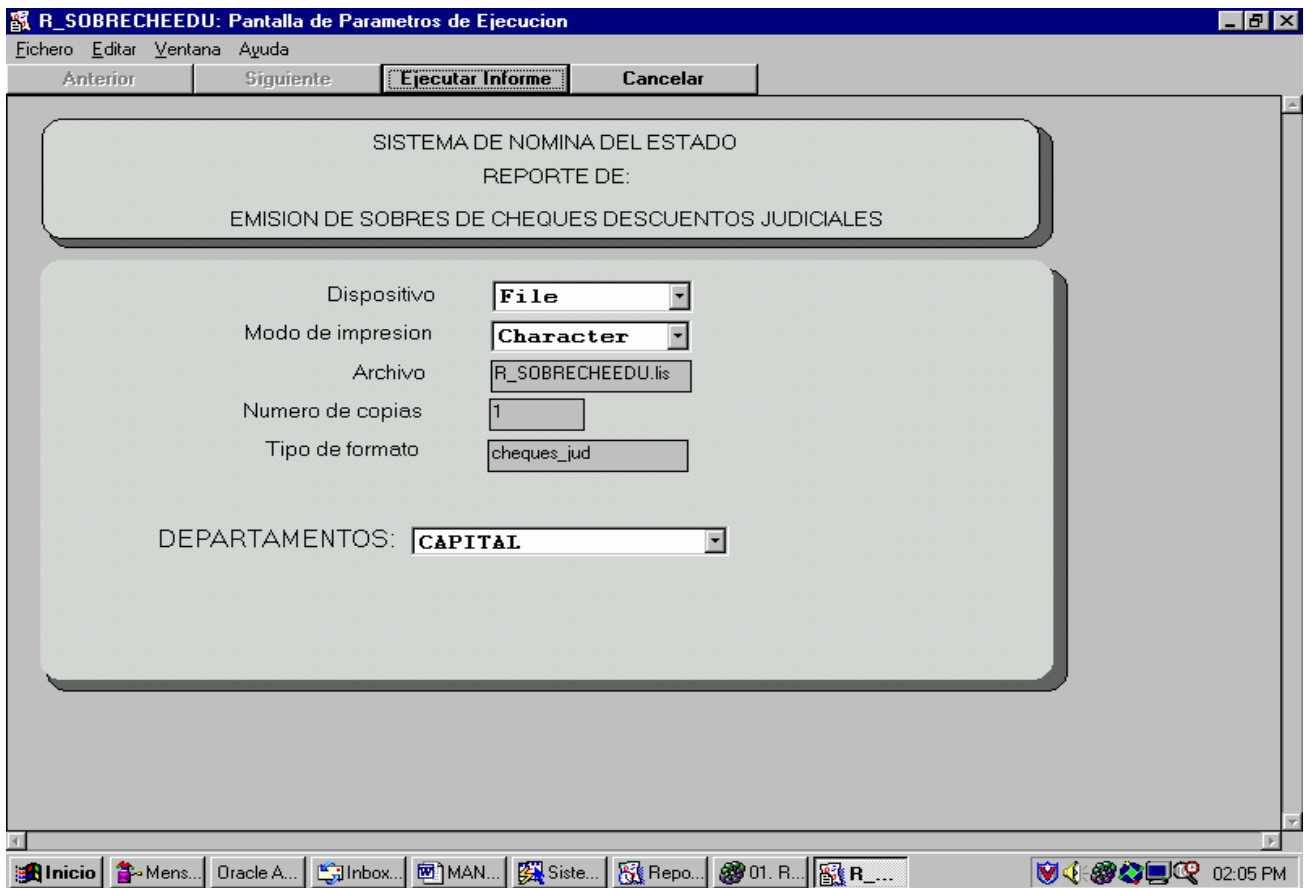 R_SOBRECHEEDU: Pantalla de Parametros de Ejecucion
Fichero Editar Ventana Ayuda
Anterior Siguiente Ejecutar Informe Cancelar
SISTEMA DE NOMINA DEL ESTADO
REPORTE DE:
EMISION DE SOBRES DE CHEQUES DESCUENTOS JUDICIALES
Dispositivo File
Modo de impresion Character
Archivo R_SOBRECHEEDU.lis
Numero de copias 1
Tipo de formato cheques_jud
DEPARTAMENTOS: CAPITAL
Inicio Mens... Oracle A... Inbox... MAN... Siste... Repo... 01. R... R_... 02:05 PM